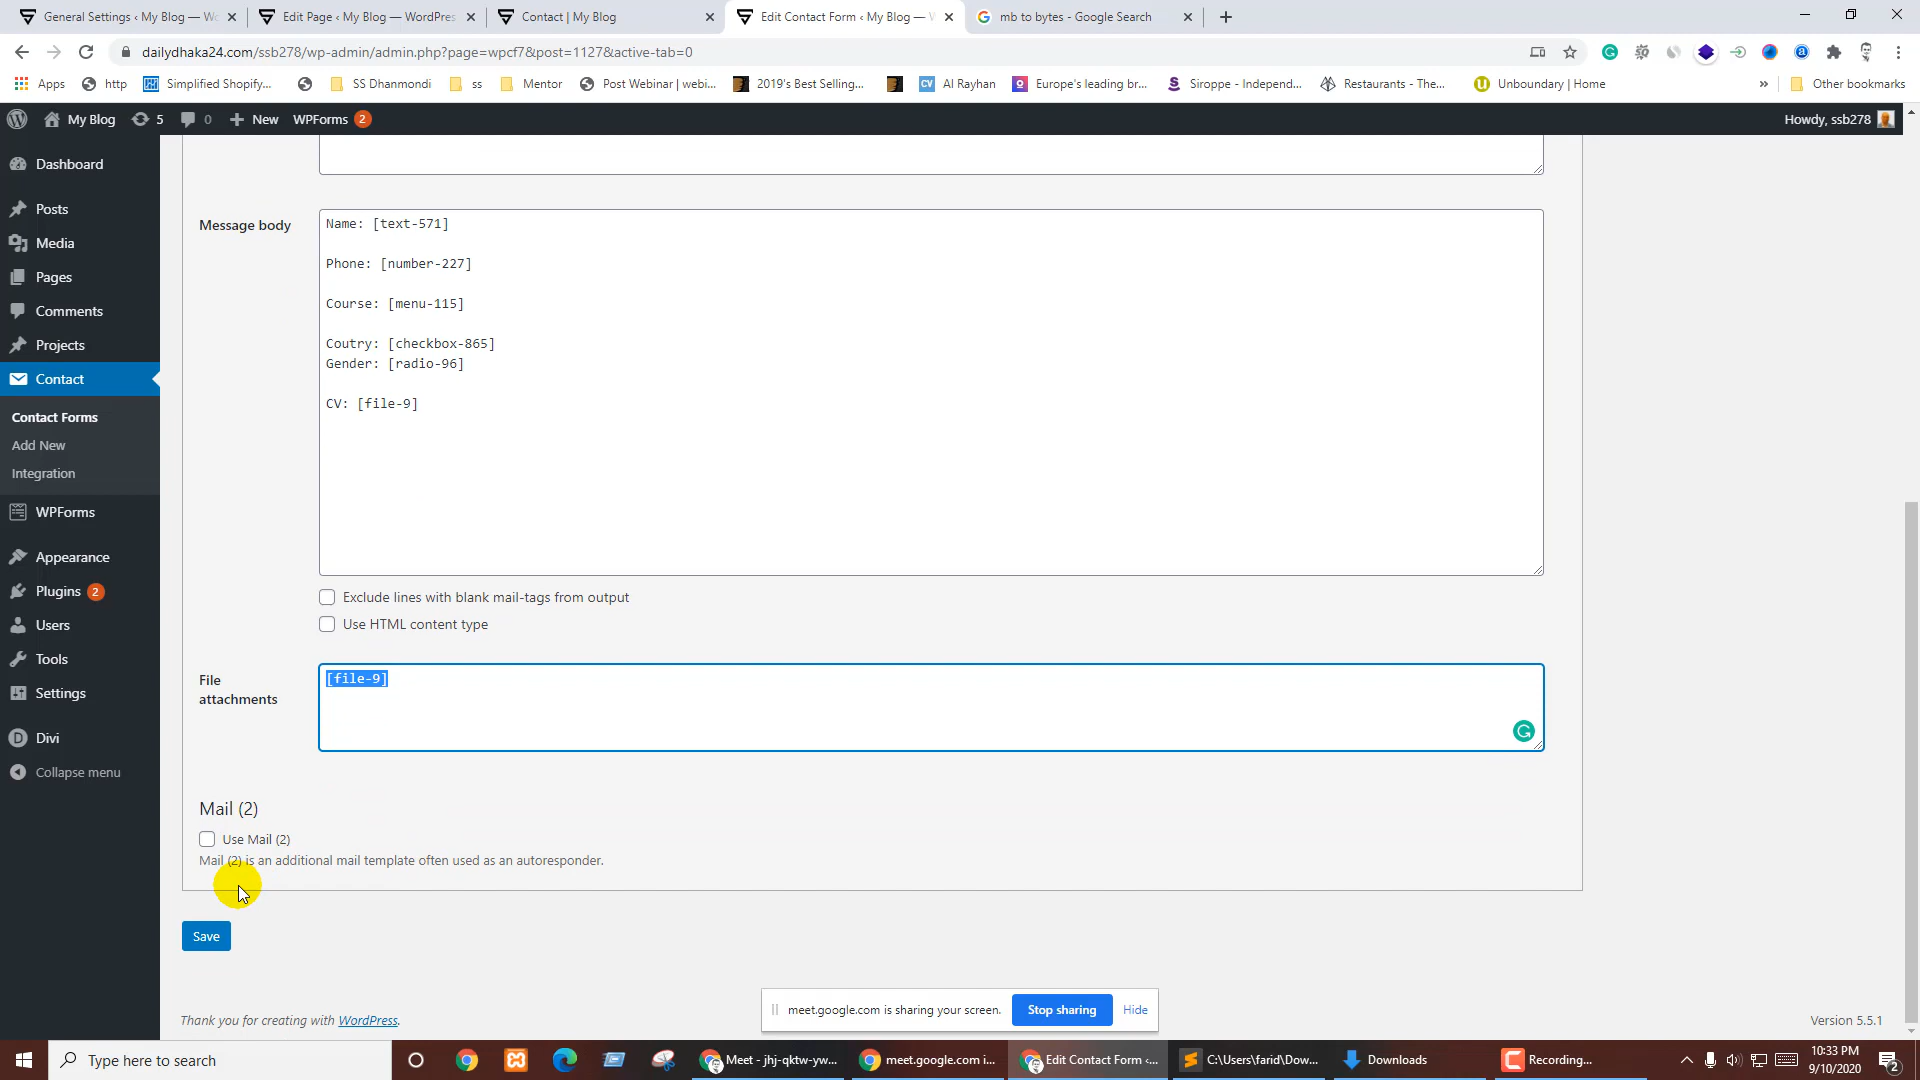 General Settings ‹ My Blog — Wo
Edit Page ‹ My Blog — WordPres
Contact | My Blog
Edit Contact Form ‹ My Blog — W
mb to bytes - Google Search
dailydhaka24.com/ssb278/wp-admin/admin.php?page=wpcf7&post=1127&active-tab=0
Apps
http
Simplified Shopify...
SS Dhanmondi
ss
Mentor
Post Webinar (webi...
2019's Best Selling...
CV
Al Rayhan
Europe's leading br...
Siroppe - Independ...
Restaurants - The...
Unboundary | Home
»
Other bookmarks
My Blog
5
0
New
WPForms 2
Howdy, ssb278
Dashboard
Posts
Media
Pages
Comments
Projects
Contact
Contact Forms
Add New
Integration
WPForms
Appearance
Plugins 2
Users
Tools
Settings
Divi
Collapse menu
Message body
Name: [text-571]
Phone: [number-227]
Course: [menu-115]
Coutry: [checkbox-865]
Gender: [radio-96]
CV: [file-9]
Exclude lines with blank mail-tags from output
Use HTML content type
File
attachments
[file-9]
Mail (2)
Use Mail (2)
Mail (2) is an additional mail template often used as an autoresponder.
Save
meet.google.com is sharing your screen.
Stop sharing
Hide
Thank you for creating with WordPress.
Version 5.5.1
Type here to search
Meet - jhj-qktw-yw...
meet.google.com i...
Edit Contact Form ‹...
C:\Users\farid\Dow...
Downloads
Recording...
10:33 PM
9/10/2020
2